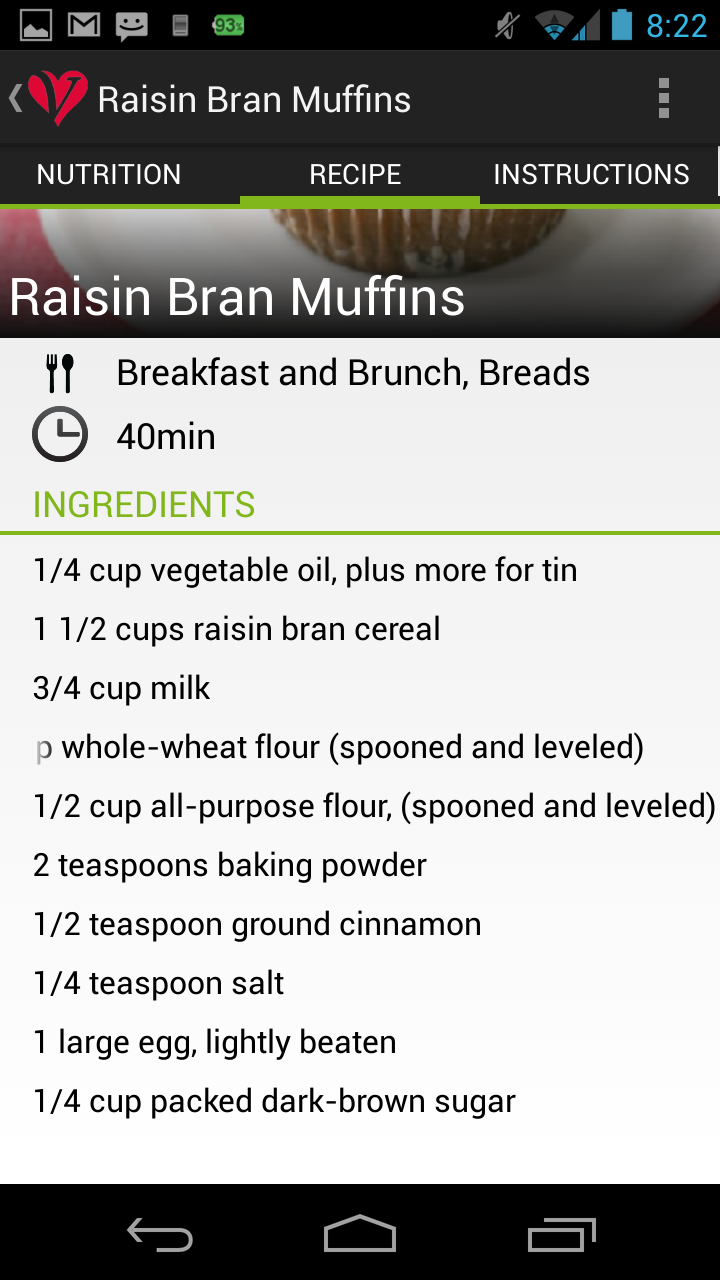 93%
8:22
Raisin Bran Muffins
NUTRITION RECIPE INSTRUCTIONS
Raisin Bran Muffins
Breakfast and Brunch, Breads
40min
INGREDIENTS
1/4 cup vegetable oil, plus more for tin
1 1/2 cups raisin bran cereal
3/4 cup milk
p whole-wheat flour (spooned and leveled)
1/2 cup all-purpose flour, (spooned and leveled)
2 teaspoons baking powder
1/2 teaspoon ground cinnamon
1/4 teaspoon salt
1 large egg, lightly beaten
1/4 cup packed dark-brown sugar